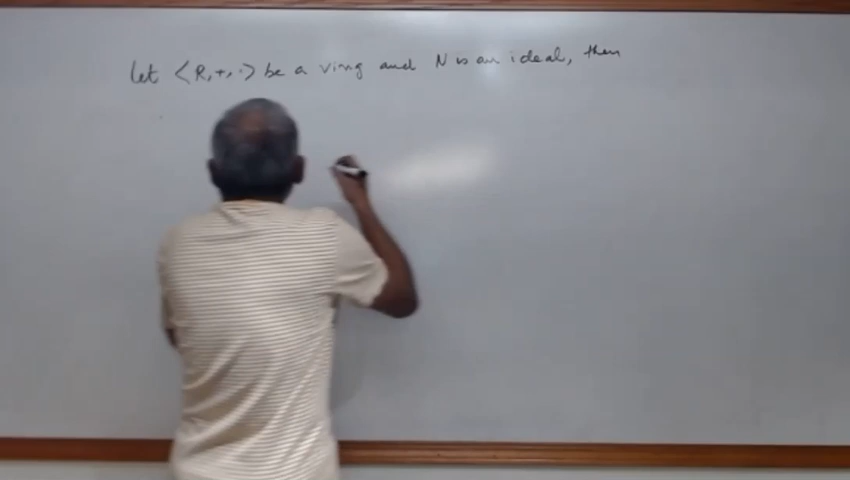 Let <R, +, ·> be a ring and N is an ideal, then